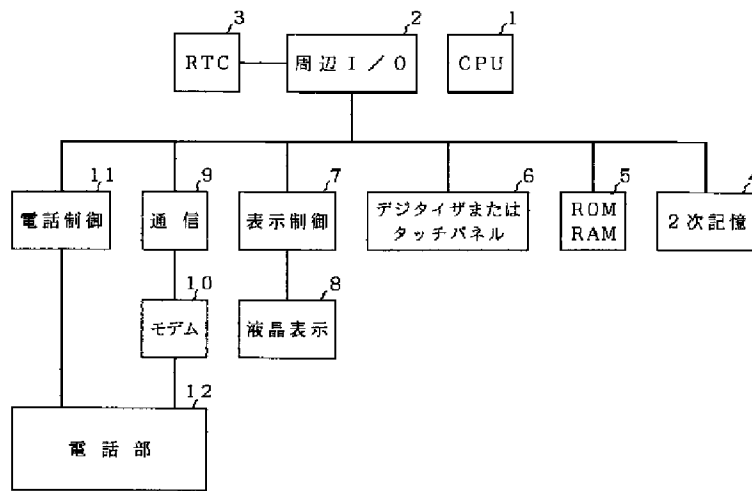 3
2
1
RTC
周辺I/O
CPU
11
9
7
6
5
4
電話制御
通信
表示制御
デジタイザまたは
タッチパネル
ROM
RAM
2次記憶
10
8
モデム
液晶表示
12
電話部